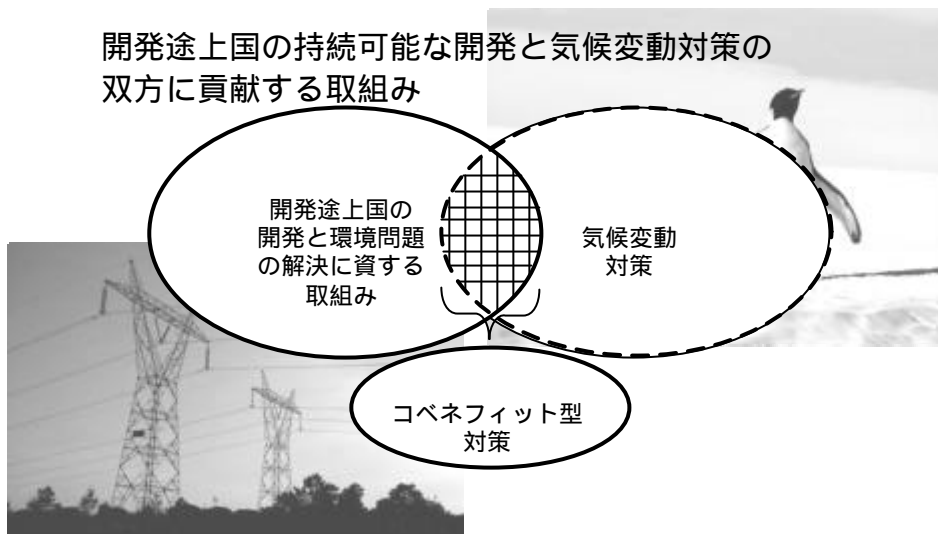 開発途上国の持続可能な開発と気候変動対策の
双方に貢献する取組み
開発途上国の
開発と環境問題
の解決に資する
取組み
気候変動
対策
コベネフィット型
対策